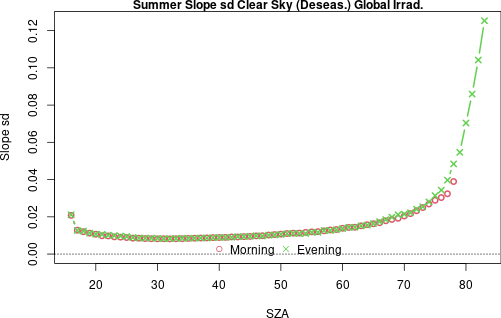 Summer Slope sd Clear Sky (Deseas.) Global Irrad.
Slope sd
0.12
0.10
0.08
0.06
0.04
0.02
0.00
Morning Evening
20 30 40 50 60 70 80
SZA